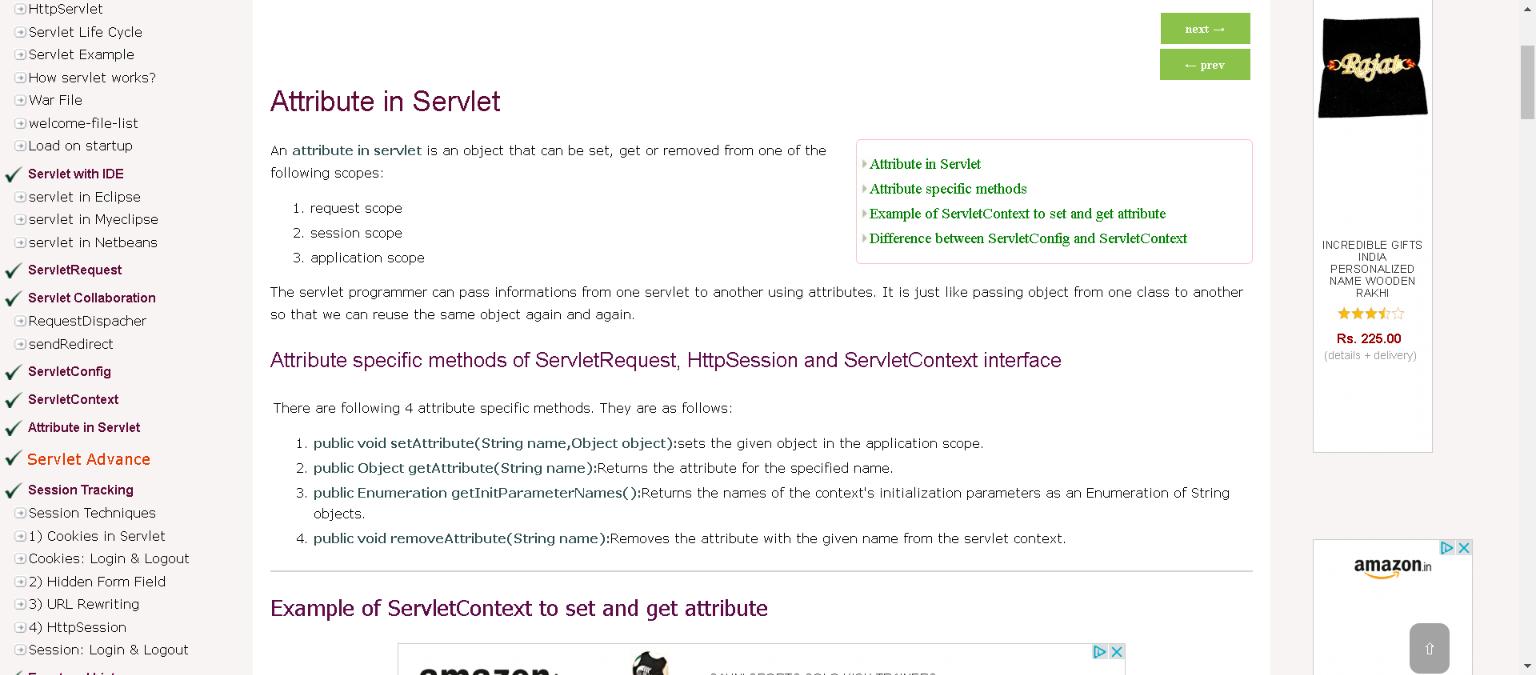 HttpServlet
Servlet Life Cycle
Servlet Example
How servlet works?
War File
welcome-file-list
Load on startup
Servlet with IDE
servlet in Eclipse
servlet in Myeclipse
servlet in Netbeans
ServletRequest
Servlet Collaboration
RequestDispacher
sendRedirect
ServletConfig
ServletContext
Attribute in Servlet
Servlet Advance
Session Tracking
Session Techniques
1) Cookies in Servlet
Cookies: Login & Logout
2) Hidden Form Field
3) URL Rewriting
4) HttpSession
Session: Login & Logout
next →
← prev
Attribute in Servlet
An attribute in servlet is an object that can be set, get or removed from one of the
following scopes:
1. request scope
2. session scope
3. application scope
Attribute in Servlet
Attribute specific methods
Example of ServletContext to set and get attribute
Difference between ServletConfig and ServletContext
The servlet programmer can pass informations from one servlet to another using attributes. It is just like passing object from one class to another
so that we can reuse the same object again and again.
Attribute specific methods of ServletRequest, HttpSession and ServletContext interface
There are following 4 attribute specific methods. They are as follows:
1. public void setAttribute(String name,Object object):sets the given object in the application scope.
2. public Object getAttribute(String name):Returns the attribute for the specified name.
3. public Enumeration getInitParameterNames():Returns the names of the context's initialization parameters as an Enumeration of String
objects.
4. public void removeAttribute(String name):Removes the attribute with the given name from the servlet context.
Example of ServletContext to set and get attribute
Rajat
INCREDIBLE GIFTS
INDIA
PERSONALIZED
NAME WOODEN
RAKHI
Rs. 225.00
(details + delivery)
amazon.in